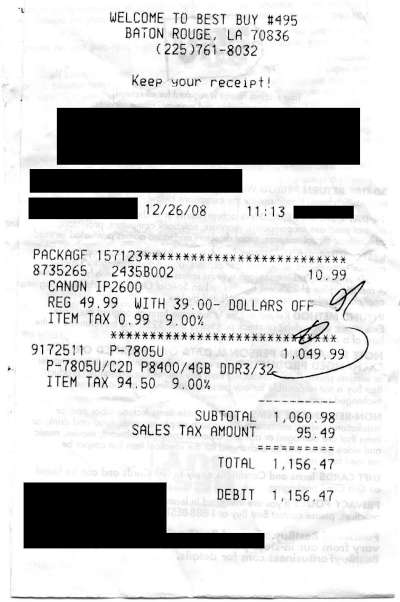 WELCOME TO BEST BUY #495
BATON ROUGE, LA 70836
(225)761-8032
Keep your receipt!
12/26/08 11:13
PACKAGE 157123**************************
8735265 2435B002 10.99
CANON IP2600
REG 49.99 WITH 39.00- DOLLARS OFF
ITEM TAX 0.99 9.00%
**************************
9172511 P-7805U 1,049.99
P-7805U/C2D P8400/4GB DDR3/32
ITEM TAX 94.50 9.00%
----------
SUBTOTAL 1,060.98
SALES TAX AMOUNT 95.49
==========
TOTAL 1,156.47
DEBIT 1,156.47